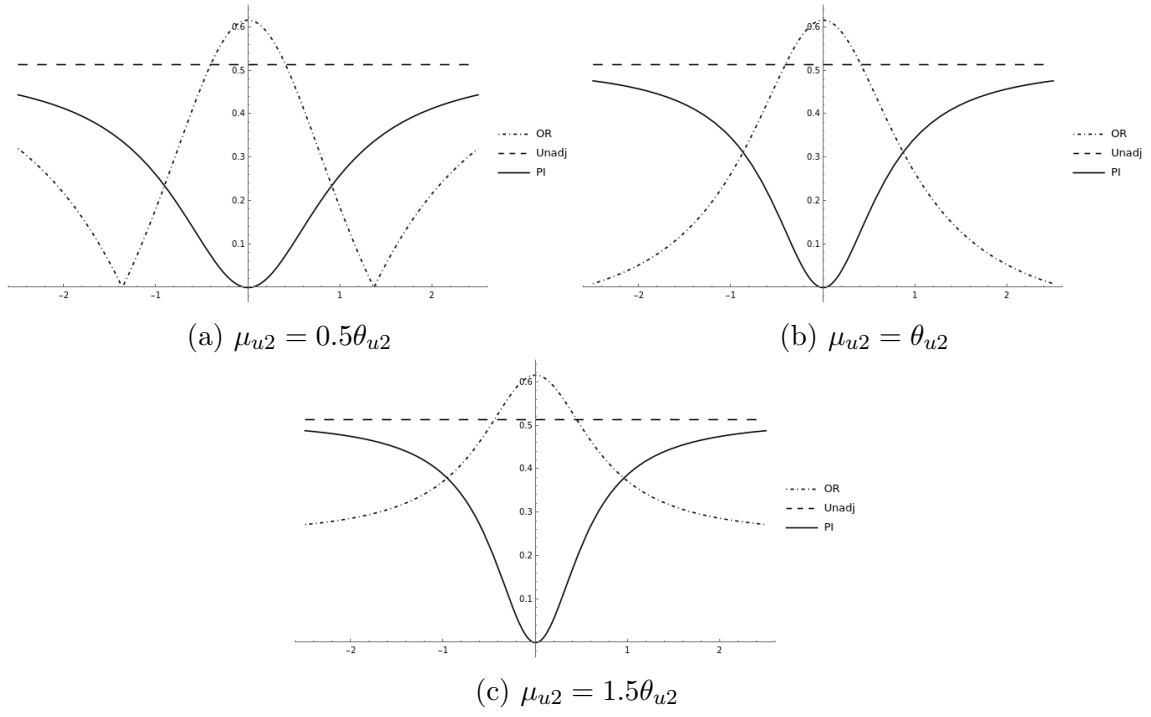 0.6
0.5
0.4
0.3
0.2
0.1
−2 −1 1 2
OR
Unadj
PI
(a) μ_{u2} = 0.5θ_{u2}
0.6
0.5
0.4
0.3
0.2
0.1
−2 −1 1 2
OR
Unadj
PI
(b) μ_{u2} = θ_{u2}
0.6
0.5
0.4
0.3
0.2
0.1
−2 −1 1 2
OR
Unadj
PI
(c) μ_{u2} = 1.5θ_{u2}